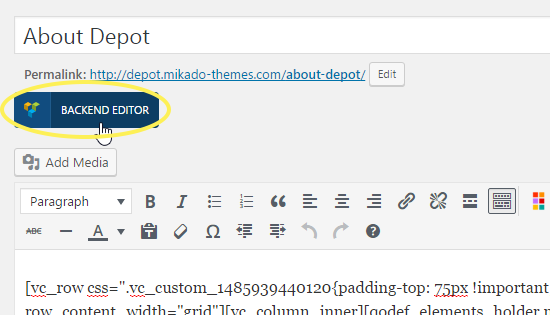 About Depot
Permalink: http://depot.mikado-themes.com/about-depot/ Edit
BACKEND EDITOR
Add Media
Paragraph B I
ABC A
[vc_row css=".vc_custom_1485939440120{padding-top: 75px !important
row_content_width="grid"][vc_column_inner][qodef_elements_holder